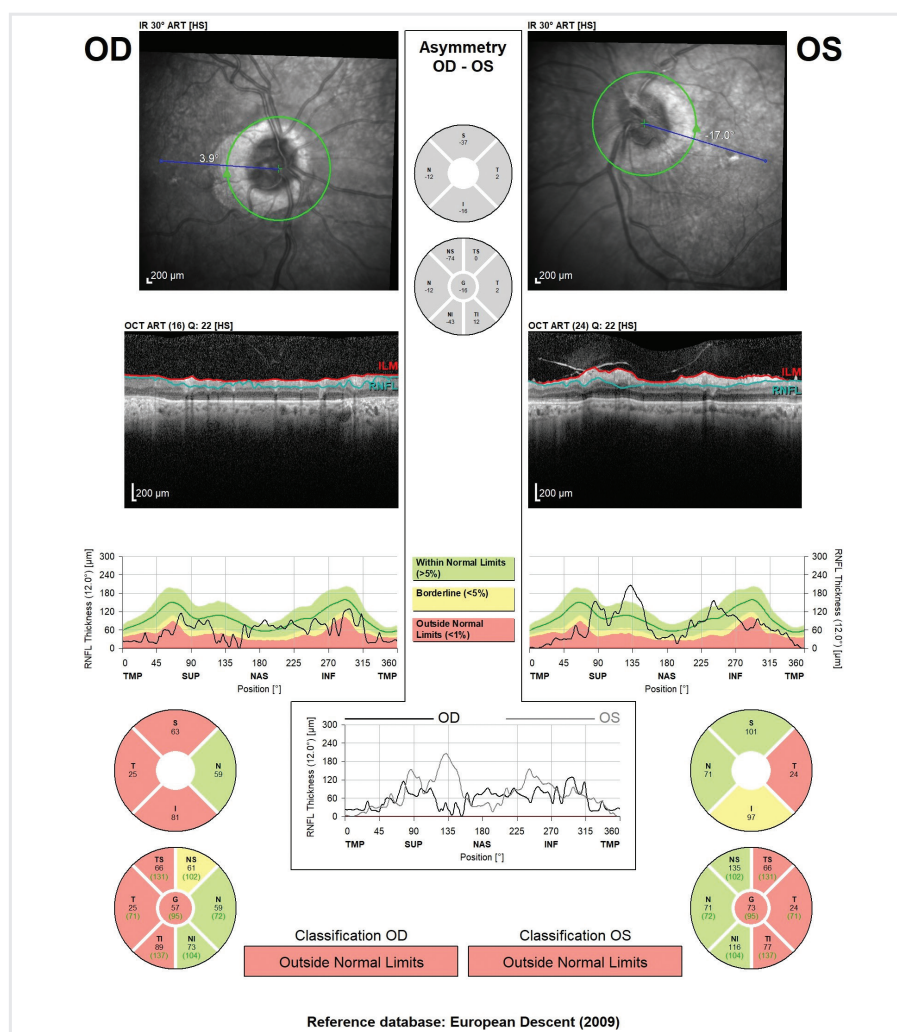 IR 30° ART [HS]
OD
3.9°
200 µm
Asymmetry
OD - OS
IR 30° ART [HS]
OS
-17.0°
200 µm
S
-37
N
-12
T
2
I
-16
NS
-74
TS
0
N
-12
G
-16
T
2
NI
-43
TI
12
OCT ART (16) Q: 22 [HS]
ILM
RNFL
200 µm
OCT ART (24) Q: 22 [HS]
ILM
RNFL
200 µm
RNFL Thickness (12.0°) [µm]
300
240
180
120
60
0
0 45 90 135 180 225 270 315 360
TMP SUP NAS INF TMP
Position [°]
Within Normal Limits
(>5%)
Borderline (<5%)
Outside Normal
Limits (<1%)
300
240
180
120
60
0
RNFL Thickness (12.0°) [µm]
0 45 90 135 180 225 270 315 360
TMP SUP NAS INF TMP
Position [°]
S
63
T
25
N
59
I
81
OD OS
RNFL Thickness (12.0°) [µm]
300
240
180
120
60
0
0 45 90 135 180 225 270 315 360
TMP SUP NAS INF TMP
Position [°]
S
101
N
71
T
24
I
97
TS
66
(131)
NS
61
(102)
T
25
(71)
G
57
(95)
N
59
(72)
TI
89
(137)
NI
73
(104)
NS
135
(102)
TS
66
(131)
N
71
(72)
G
73
(95)
T
24
(71)
NI
116
(104)
TI
77
(137)
Classification OD
Outside Normal Limits
Classification OS
Outside Normal Limits
Reference database: European Descent (2009)